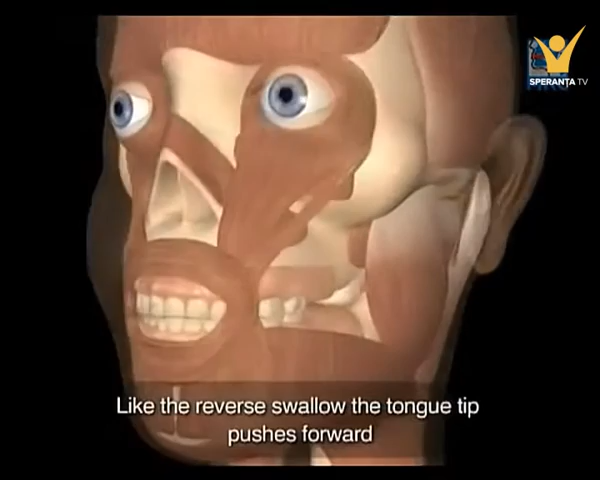 SPERANȚA TV
Like the reverse swallow the tongue tip
pushes forward